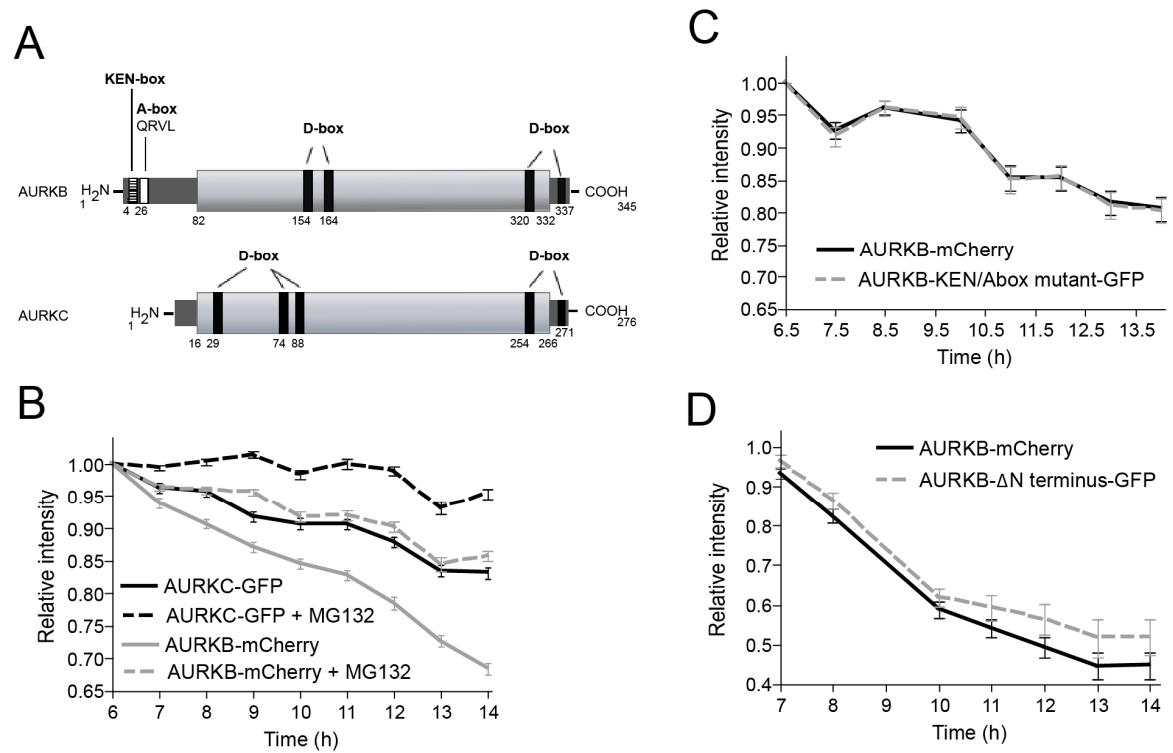 A
KEN-box
A-box
QRVL
D-box
D-box
AURKB
H2N
COOH
1
4
26
82
154
164
320
332
337
345
D-box
D-box
AURKC
H2N
COOH
1
16
29
74
88
254
266
271
276
B
Relative intensity
1.00
0.95
0.90
0.85
0.80
0.75
0.70
0.65
AURKC-GFP
AURKC-GFP + MG132
AURKB-mCherry
AURKB-mCherry + MG132
6 7 8 9 10 11 12 13 14
Time (h)
C
Relative intensity
1.00
0.95
0.90
0.85
0.80
0.75
0.70
0.65
AURKB-mCherry
AURKB-KEN/Abox mutant-GFP
6.5 7.5 8.5 9.5 10.5 11.5 12.5 13.5
Time (h)
D
Relative intensity
1.0
0.9
0.8
0.7
0.6
0.5
0.4
AURKB-mCherry
AURKB-ΔN terminus-GFP
7 8 9 10 11 12 13 14
Time (h)